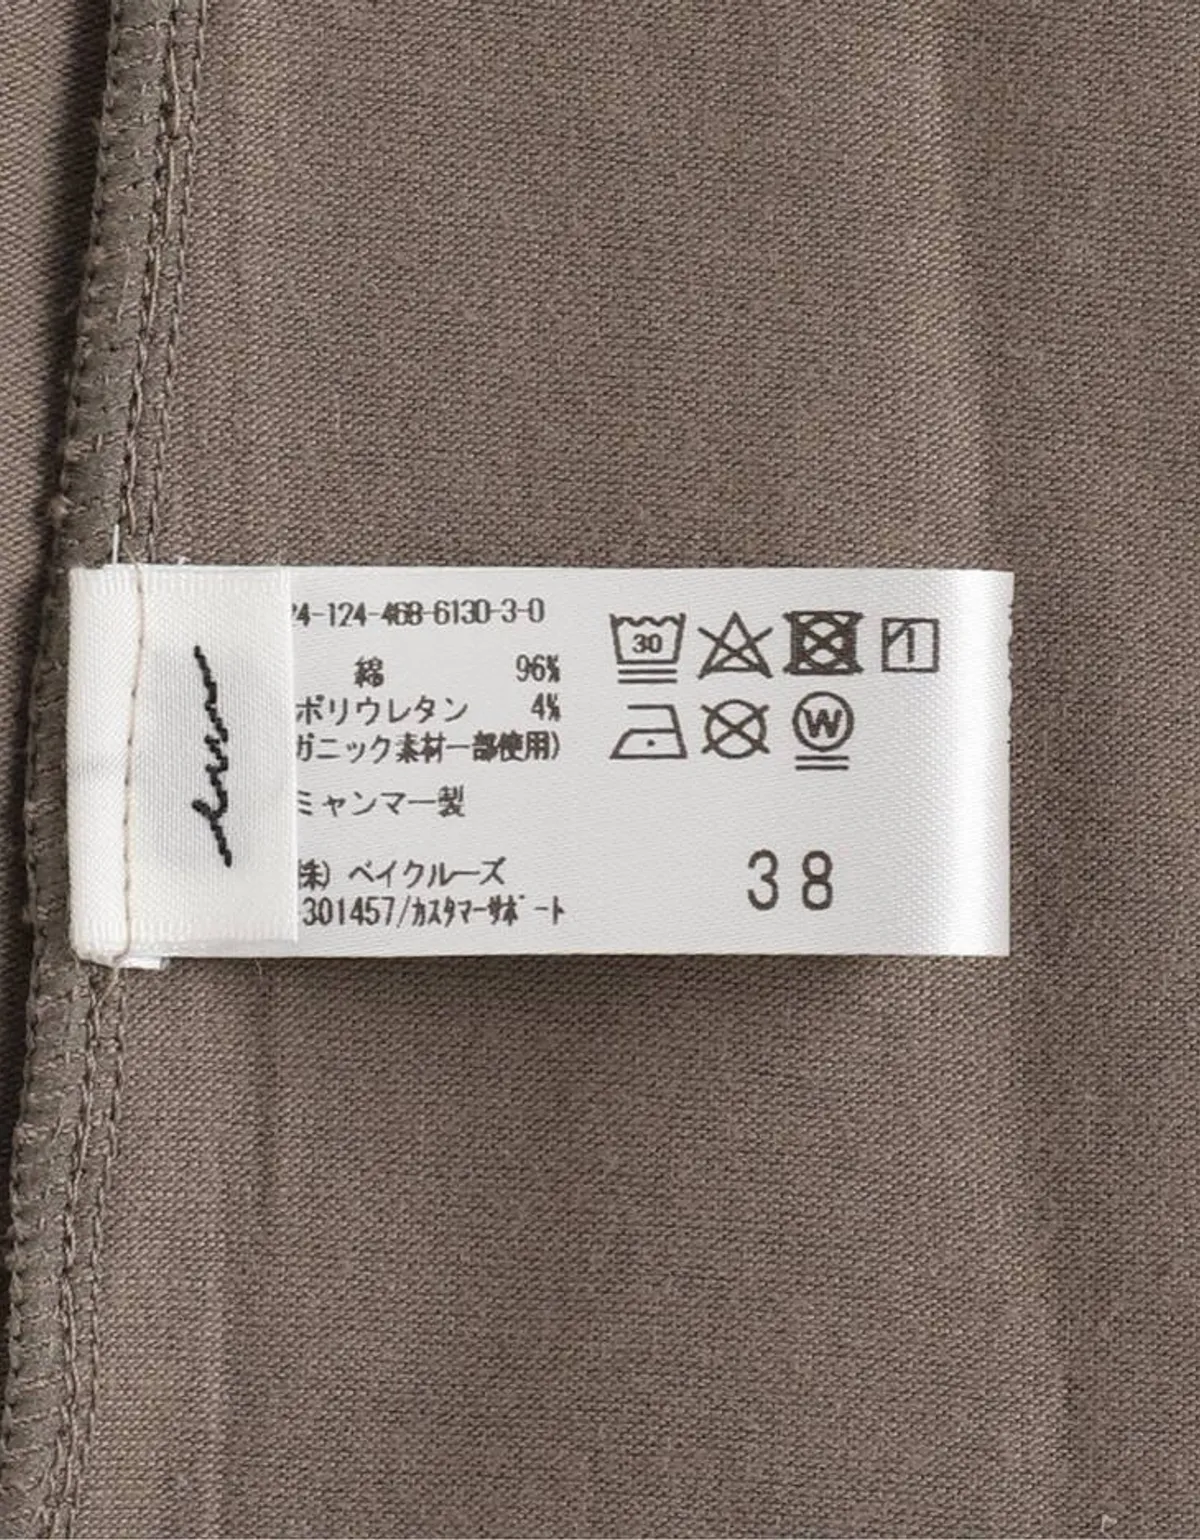 24-124-468-6130-3-0
綿 96%
ポリウレタン 4%
ガニック素材一部使用)
ミャンマー製
(株) ベイクルーズ
301457/カスタマーサポート
30
W
38